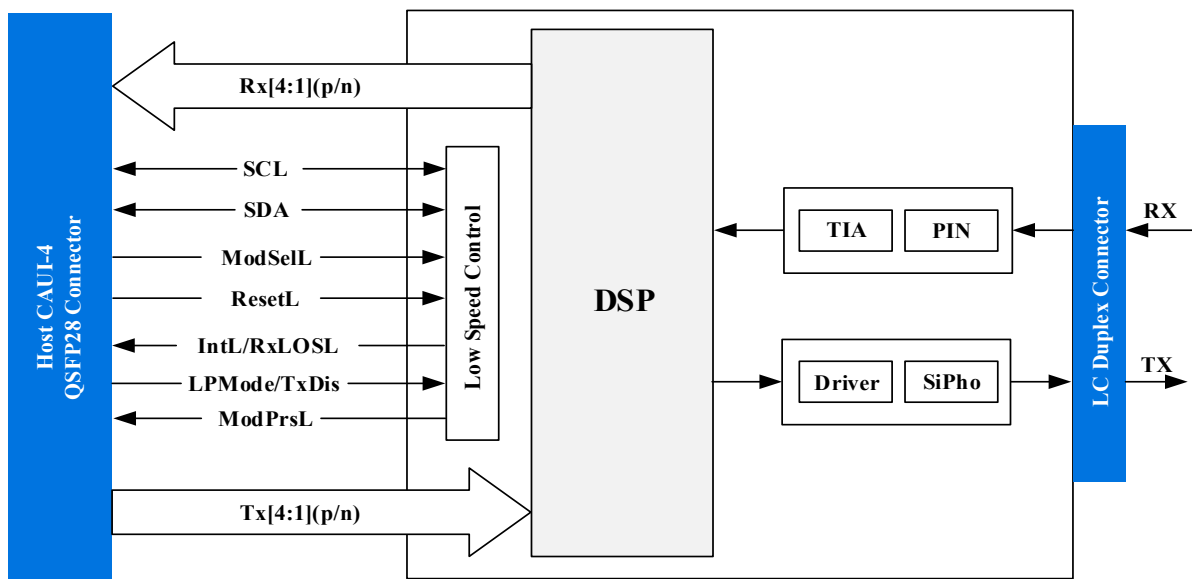 Host CAUI-4
QSFP28 Connector
Rx[4:1](p/n)
SCL
SDA
ModSelL
ResetL
IntL/RxLOSL
LPMode/TxDis
ModPrsL
Tx[4:1](p/n)
Low Speed Control
DSP
TIA
PIN
Driver
SiPho
LC Duplex Connector
RX
TX